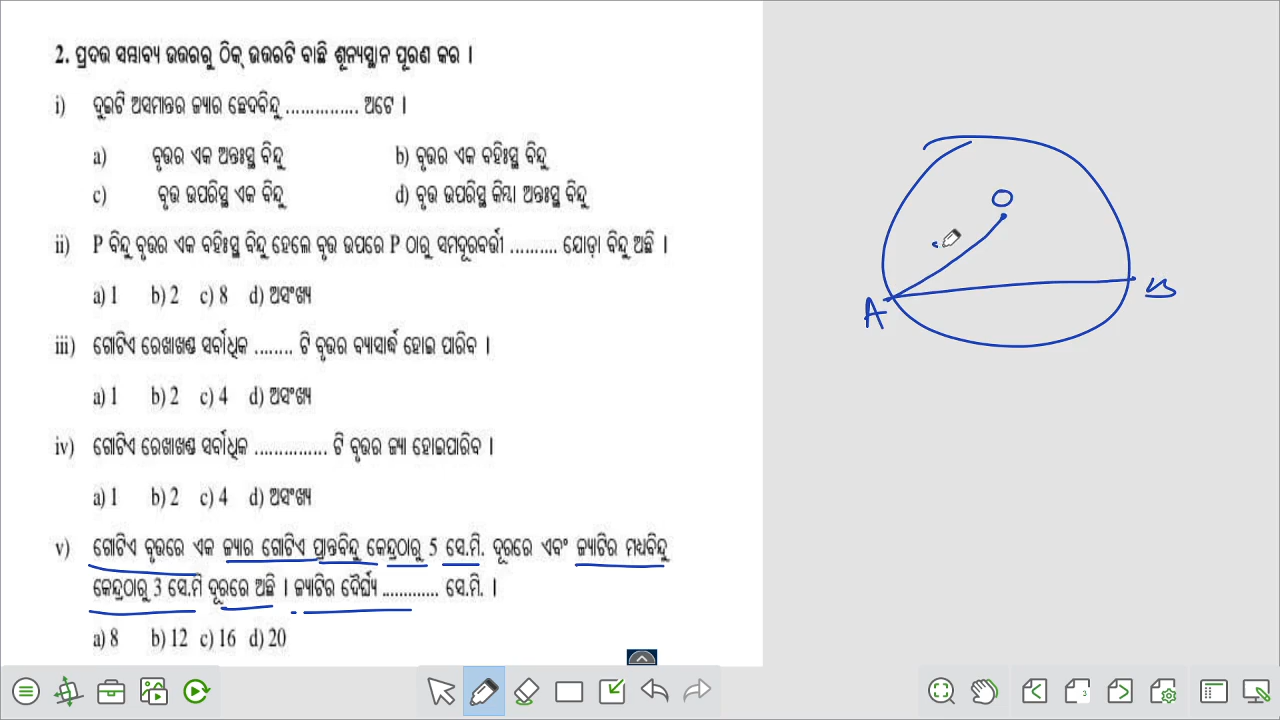 2. ପ୍ରଦତ୍ତ ସମ୍ଭାବ୍ୟ ଉତ୍ତରରୁ ଠିକ୍ ଉତ୍ତରଟି ବାଛି ଶୂନ୍ୟସ୍ଥାନ ପୂରଣ କର ।
i) ଦୁଇଟି ଅସମାନ୍ତର ଜ୍ୟାର ଛେଦବିନ୍ଦୁ ............... ଅଟେ ।
a) ବୃତ୍ତର ଏକ ଅନ୍ତଃସ୍ଥ ବିନ୍ଦୁ b) ବୃତ୍ତର ଏକ ବହିଃସ୍ଥ ବିନ୍ଦୁ
c) ବୃତ୍ତ ଉପରିସ୍ଥ ଏକ ବିନ୍ଦୁ d) ବୃତ୍ତ ଉପରିସ୍ଥ କିମ୍ବା ଅନ୍ତଃସ୍ଥ ବିନ୍ଦୁ
ii) P ବିନ୍ଦୁ ବୃତ୍ତର ଏକ ବହିଃସ୍ଥ ବିନ୍ଦୁ ହେଲେ ବୃତ୍ତ ଉପରେ P ଠାରୁ ସମଦୂରବର୍ତ୍ତୀ .......... ଯୋଡ଼ା ବିନ୍ଦୁ ଅଛି ।
a) 1 b) 2 c) 8 d) ଅସଂଖ୍ୟ
iii) ଗୋଟିଏ ରେଖାଖଣ୍ଡ ସର୍ବାଧିକ ........ ଟି ବୃତ୍ତର ବ୍ୟାସାର୍ଦ୍ଧ ହୋଇ ପାରିବ ।
a) 1 b) 2 c) 4 d) ଅସଂଖ୍ୟ
iv) ଗୋଟିଏ ରେଖାଖଣ୍ଡ ସର୍ବାଧିକ ............... ଟି ବୃତ୍ତର ଜ୍ୟା ହୋଇପାରିବ ।
a) 1 b) 2 c) 4 d) ଅସଂଖ୍ୟ
v) ଗୋଟିଏ ବୃତ୍ତରେ ଏକ ଜ୍ୟାର ଗୋଟିଏ ପ୍ରାନ୍ତବିନ୍ଦୁ କେନ୍ଦ୍ରଠାରୁ 5 ସେ.ମି. ଦୂରରେ ଏବଂ ଜ୍ୟାଟିର ମଧ୍ୟବିନ୍ଦୁ
କେନ୍ଦ୍ରଠାରୁ 3 ସେ.ମି ଦୂରରେ ଅଛି । ଜ୍ୟାଟିର ଦୈର୍ଘ୍ୟ ............. ସେ.ମି. ।
a) 8 b) 12 c) 16 d) 20
O
A B
3